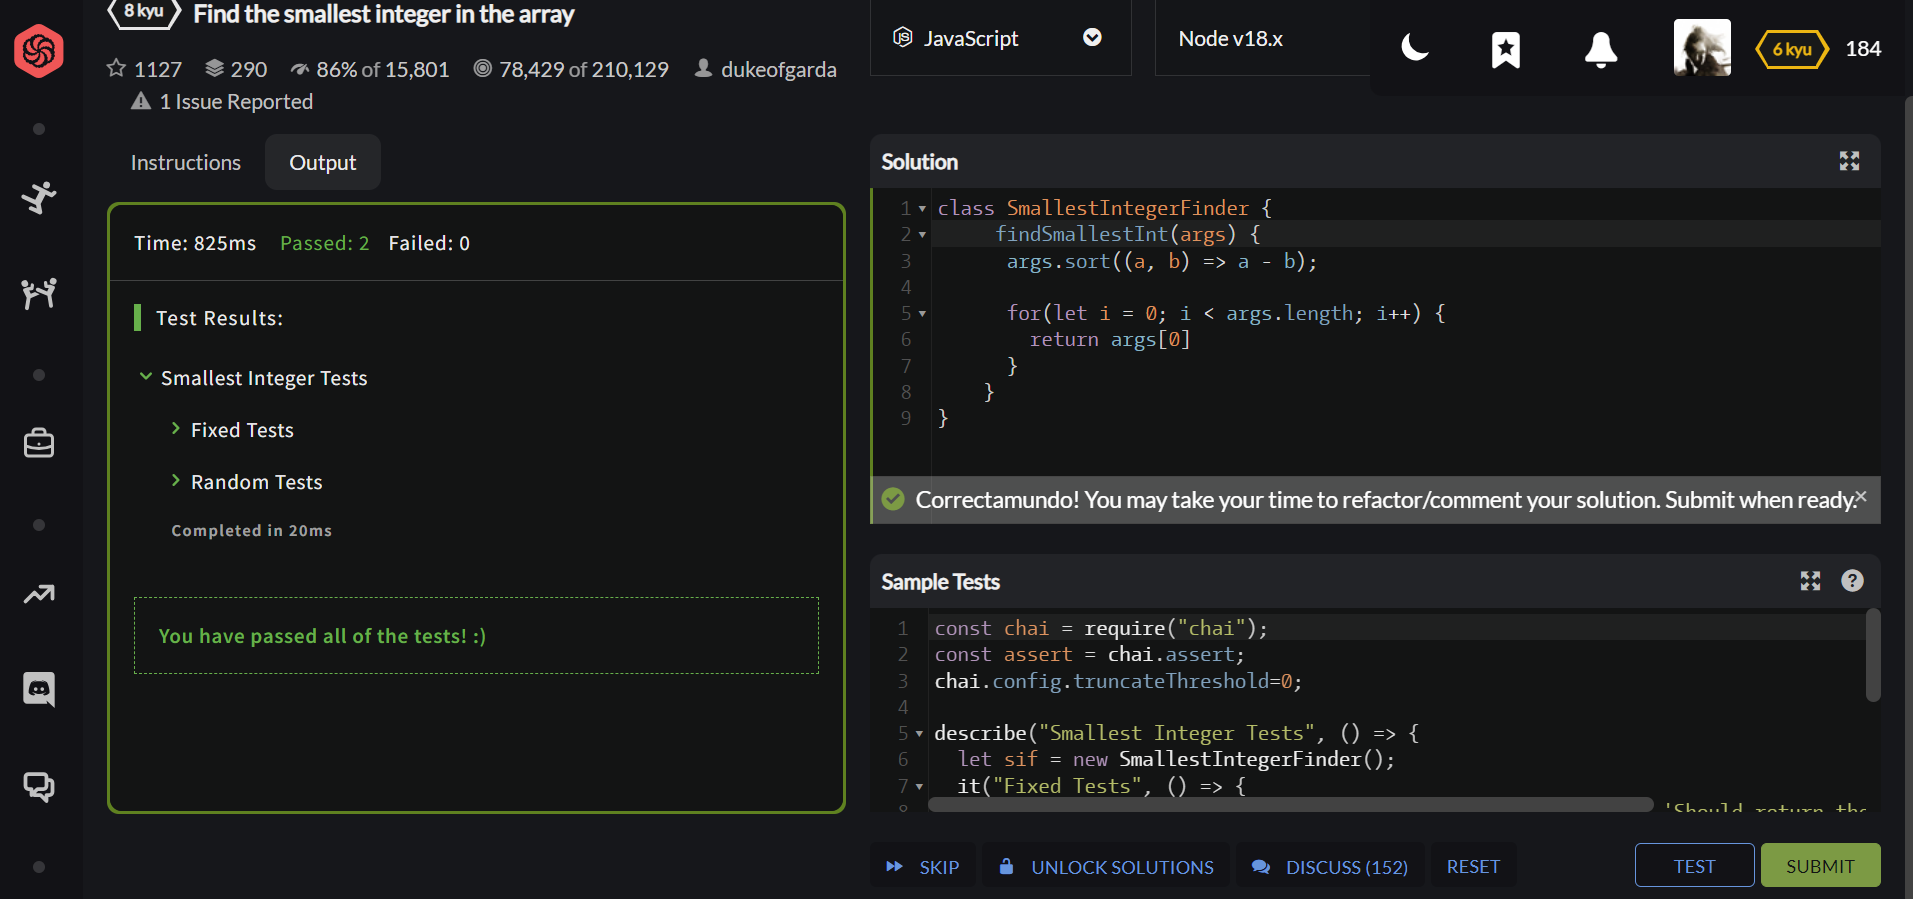 8 kyu
Find the smallest integer in the array
1127 290 86% of 15,801 78,429 of 210,129 dukeofgarda
1 Issue Reported
JavaScript
Node v18.x
6 kyu 184
Instructions
Output
Time: 825ms Passed: 2 Failed: 0
Test Results:
Smallest Integer Tests
Fixed Tests
Random Tests
Completed in 20ms
You have passed all of the tests! :)
Solution
1 class SmallestIntegerFinder {
2 findSmallestInt(args) {
3 args.sort((a, b) => a - b);
4
5 for(let i = 0; i < args.length; i++) {
6 return args[0]
7 }
8 }
9 }
Correctamundo! You may take your time to refactor/comment your solution. Submit when ready.
Sample Tests
1 const chai = require("chai");
2 const assert = chai.assert;
3 chai.config.truncateThreshold=0;
4
5 describe("Smallest Integer Tests", () => {
6 let sif = new SmallestIntegerFinder();
7 it("Fixed Tests", () => {
8 'Should return the
SKIP
UNLOCK SOLUTIONS
DISCUSS (152)
RESET
TEST
SUBMIT